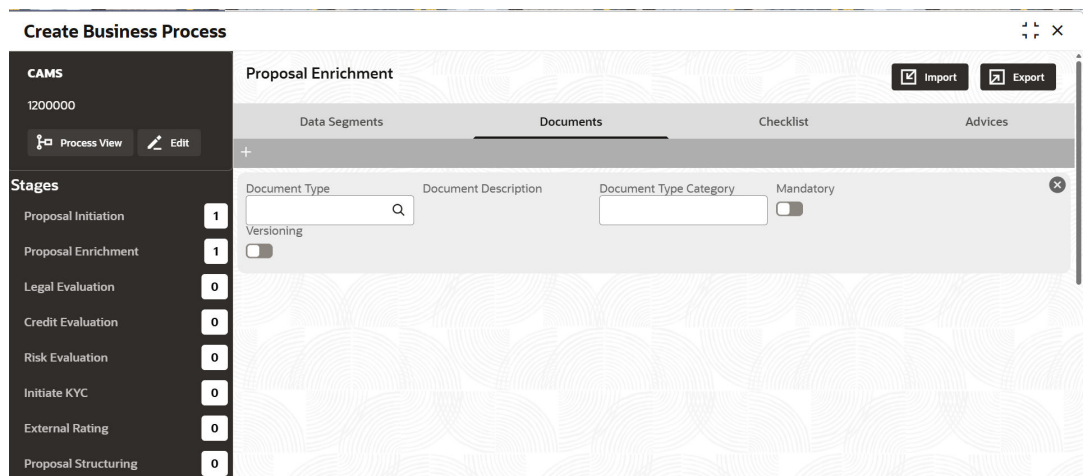 Create Business Process
CAMS
1200000
Process View
Edit
Stages
Proposal Initiation 1
Proposal Enrichment 1
Legal Evaluation 0
Credit Evaluation 0
Risk Evaluation 0
Initiate KYC 0
External Rating 0
Proposal Structuring 0
Proposal Enrichment
Import
Export
Data Segments
Documents
Checklist
Advices
Document Type
Document Description
Document Type Category
Mandatory
Versioning